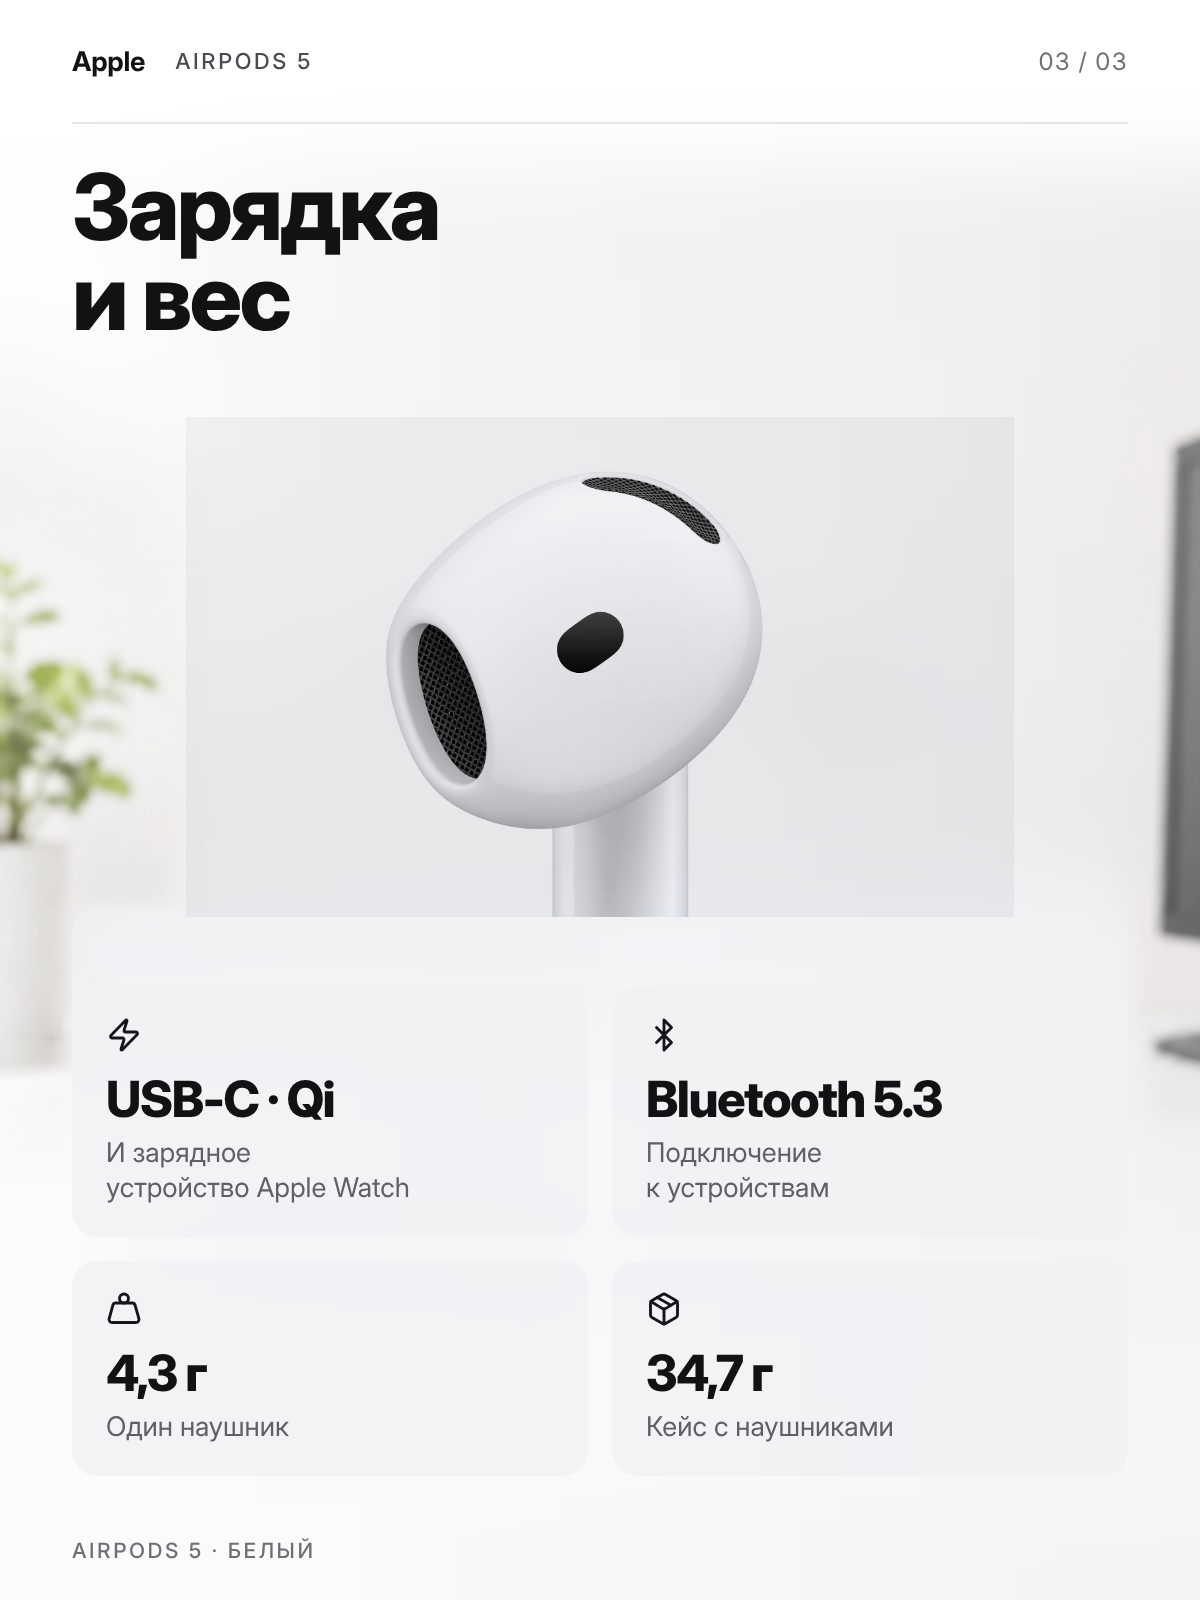 Apple AIRPODS 5 03 / 03
Зарядка
и вес
USB-C · Qi
И зарядное
устройство Apple Watch
Bluetooth 5.3
Подключение
к устройствам
4,3 г
Один наушник
34,7 г
Кейс с наушниками
AIRPODS 5 · БЕЛЫЙ